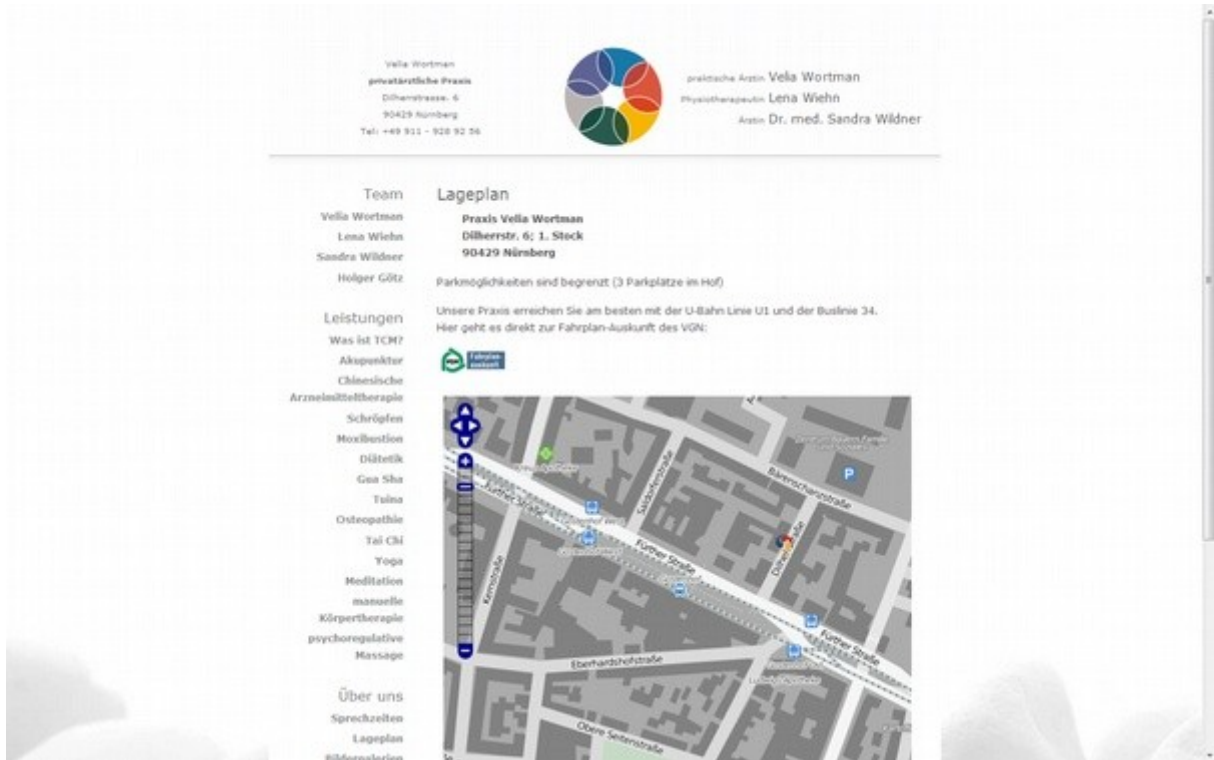 Velia Wortman
privatärztliche Praxis
Dilherrstrasse. 6
90429 Nürnberg
Tel: +49 911 - 928 92 56
praktische Ärztin Velia Wortman
Physiotherapeutin Lena Wiehn
Ärztin Dr. med. Sandra Wildner
Team
Velia Wortman
Lena Wiehn
Sandra Wildner
Holger Götz
Leistungen
Was ist TCM?
Akupunktur
Chinesische
Arzneimitteltherapie
Schröpfen
Moxibustion
Diätetik
Gua Sha
Tuina
Osteopathie
Tai Chi
Yoga
Meditation
manuelle
Körpertherapie
psychoregulative
Massage
Über uns
Sprechzeiten
Lageplan
Bildergalerien
Lageplan
Praxis Velia Wortman
Dilherrstr. 6; 1. Stock
90429 Nürnberg
Parkmöglichkeiten sind begrenzt (3 Parkplätze im Hof)
Unsere Praxis erreichen Sie am besten mit der U-Bahn Linie U1 und der Buslinie 34.
Hier geht es direkt zur Fahrplan-Auskunft des VGN:
VGN
Fahrplan-
auskunft
P
Bärenschanzstraße
Fürther Straße
Fürther Straße
Fürther Straße
Kernstraße
Eberhardshofstraße
Obere Seitenstraße